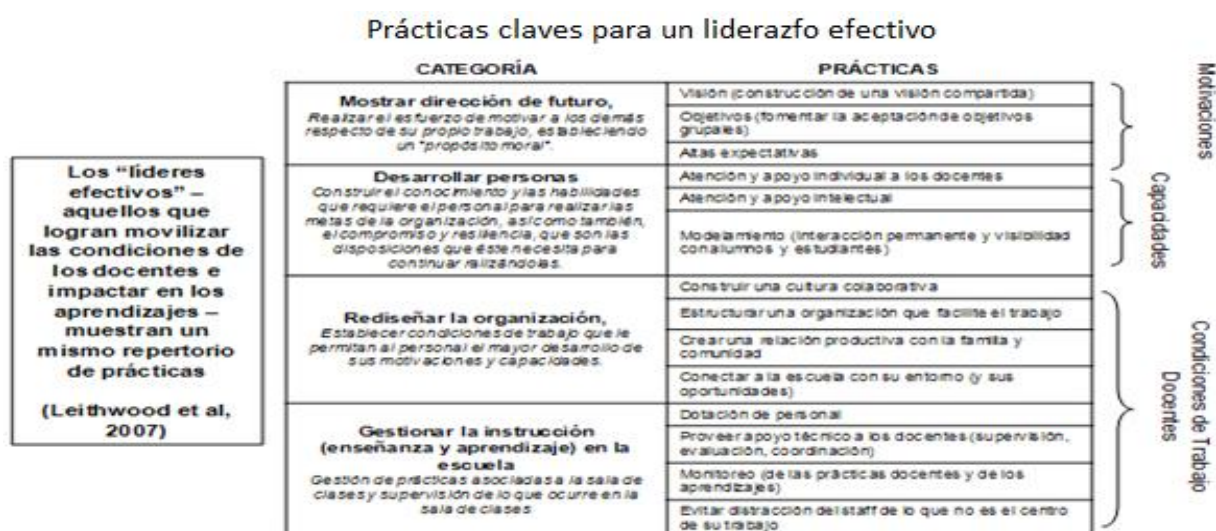 Prácticas claves para un liderazfo efectivo
CATEGORÍA
PRÁCTICAS
Los “líderes
efectivos” –
aquellos que
logran movilizar
las condiciones de
los docentes e
impactar en los
aprendizajes –
muestran un
mismo repertorio
de prácticas
(Leithwood et al,
2007)
Mostrar dirección de futuro,
Realizar el esfuerzo de motivar a los demás
respecto de su propio trabajo, estableciendo
un "propósito moral".
Visión (construcción de una visión compartida)
Objetivos (fomentar la aceptación de objetivos
grupales)
Altas expectativas
Motivaciones
Desarrollar personas
Construir el conocimiento y las habilidades
que requiere el personal para realizar las
metas de la organización, así como también,
el compromiso y resiliencia, que son las
disposiciones que éste necesita para
continuar ralizándolas.
Atención y apoyo individual a los docentes
Atención y apoyo intelectual
Modelamiento (interacción permanente y visibilidad
con alumnos y estudiantes)
Capacidades
Rediseñar la organización,
Establecer condiciones de trabajo que le
permitan al personal el mayor desarrollo de
sus motivaciones y capacidades.
Construir una cultura colaborativa
Estructurar una organización que facilite el trabajo
Crear una relación productiva con la familia y
comunidad
Conectar a la escuela con su entorno (y sus
oportunidades)
Gestionar la instrucción
(enseñanza y aprendizaje) en la
escuela
Gestión de prácticas asociadas a la sala de
clases y supervisión de lo que ocurre en la
sala de clases
Dotación de personal
Proveer apoyo técnico a los docentes (supervisión,
evaluación, coordinación)
Monitoreo (de las prácticas docentes y de los
aprendizajes)
Evitar distracción del staff de lo que no es el centro
de su trabajo
Condiciones de Trabajo
Docentes